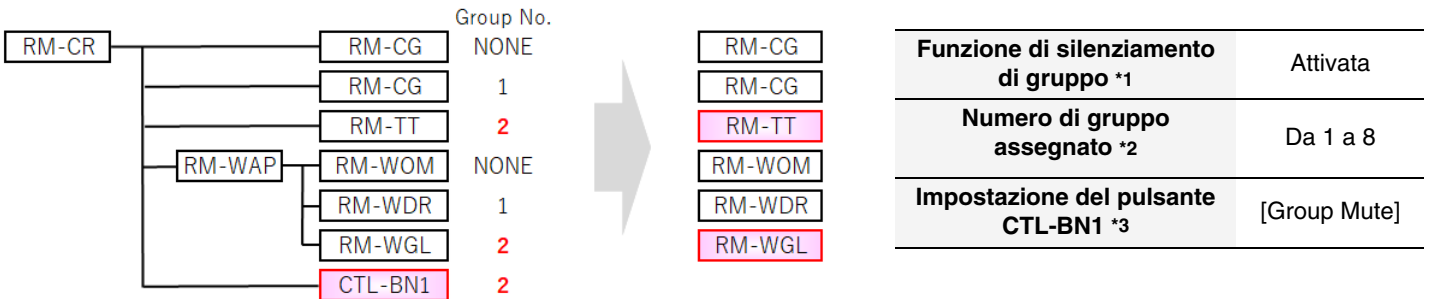 Group No.
RM-CR RM-CG NONE
RM-CG 1
RM-TT 2
RM-WAP RM-WOM NONE
RM-WDR 1
RM-WGL 2
CTL-BN1 2
RM-CG
RM-CG
RM-TT
RM-WOM
RM-WDR
RM-WGL
Funzione di silenziamento
di gruppo *1
Attivata
Numero di gruppo
assegnato *2
Da 1 a 8
Impostazione del pulsante
CTL-BN1 *3
[Group Mute]